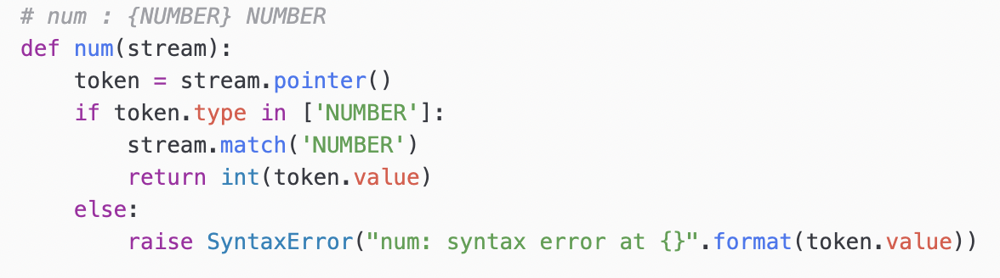 # num : {NUMBER} NUMBER
def num(stream):
    token = stream.pointer()
    if token.type in ['NUMBER']:
        stream.match('NUMBER')
        return int(token.value)
    else:
        raise SyntaxError("num: syntax error at {}".format(token.value))